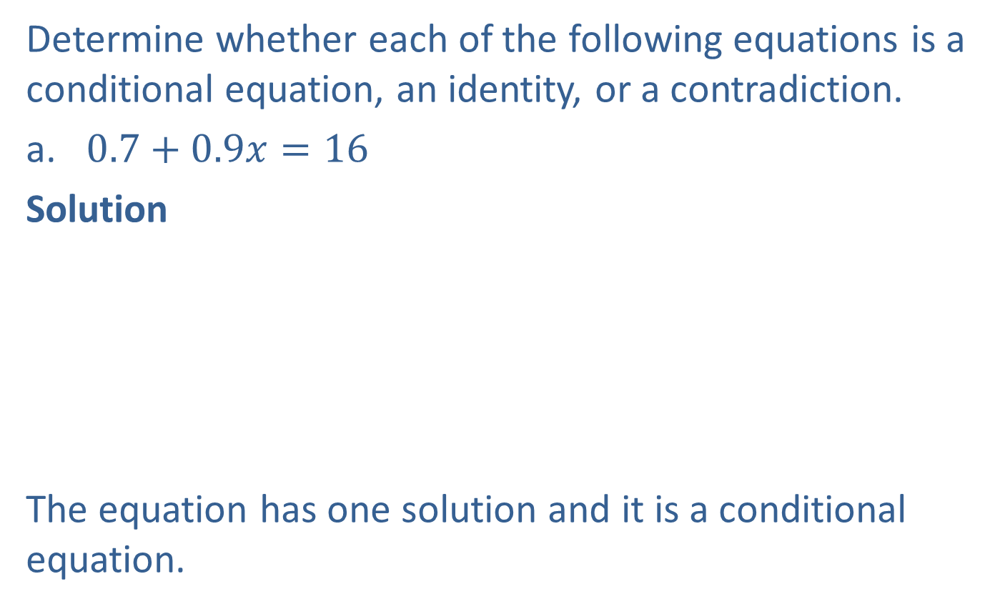 Determine whether each of the following equations is a
conditional equation, an identity, or a contradiction.
a. 0.7 + 0.9x = 16
Solution
The equation has one solution and it is a conditional
equation.